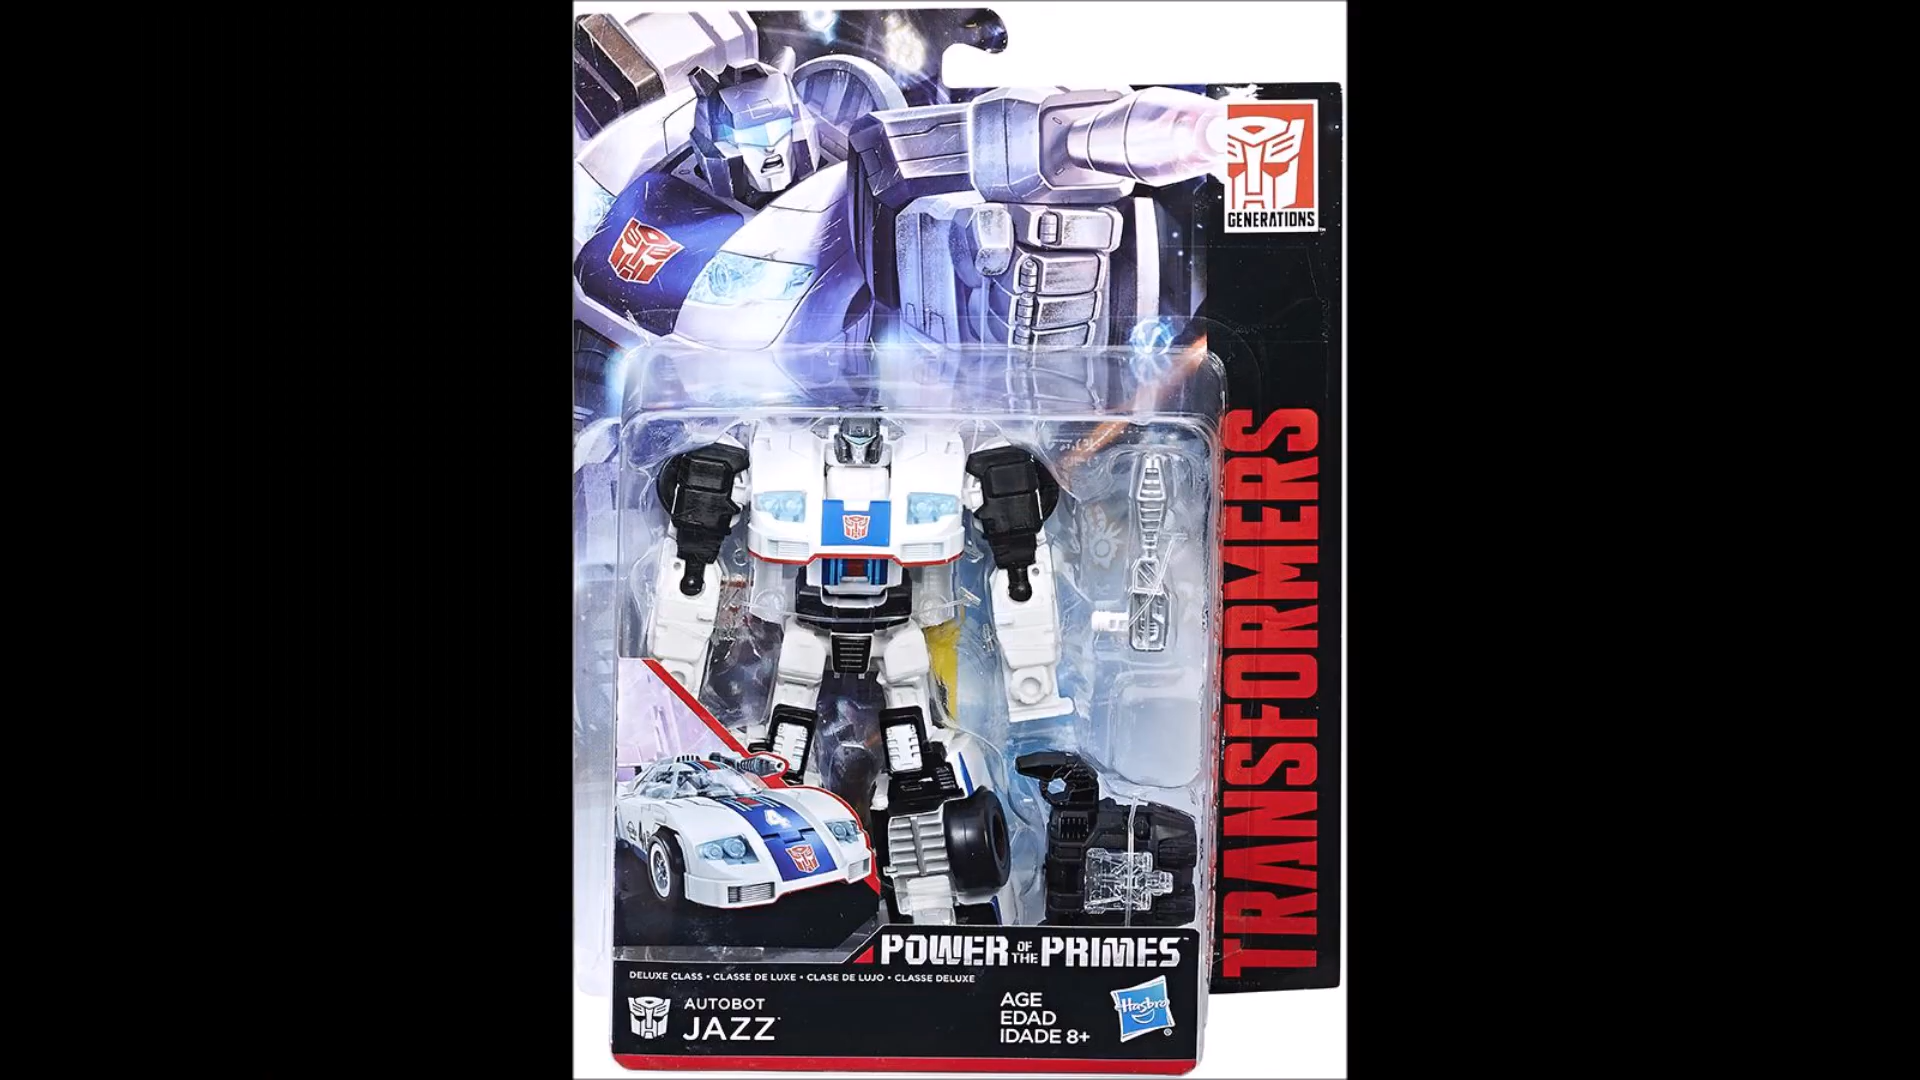 GENERATIONS
TRANSFORMERS
4
POWER OF THE PRIMES™
DELUXE CLASS • CLASSE DE LUXE • CLASE DE LUJO • CLASSE DELUXE
AUTOBOT
JAZZ
AGE
EDAD
IDADE 8+
Hasbro